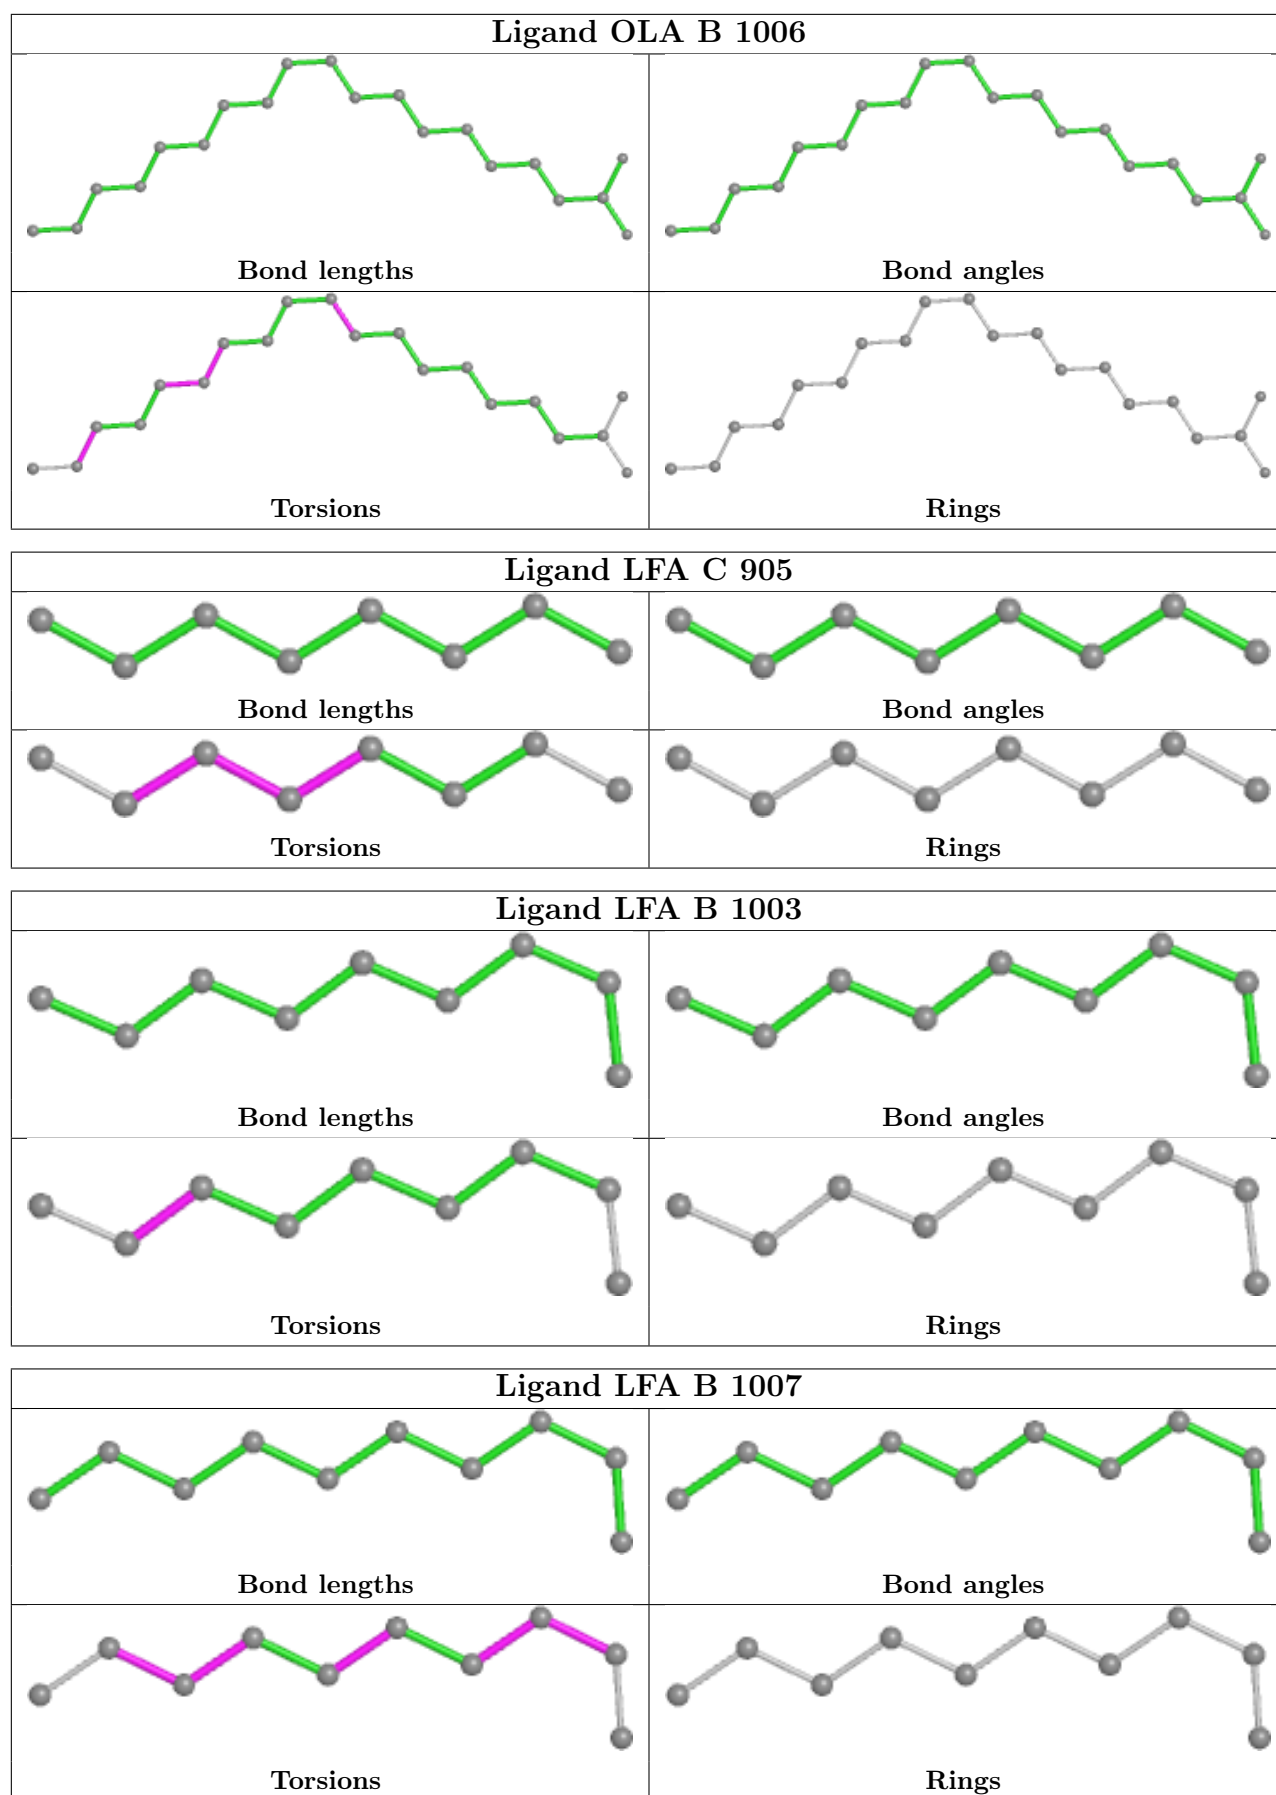 Ligand OLA B 1006
Bond lengths
Bond angles
Torsions
Rings
Ligand LFA C 905
Bond lengths
Bond angles
Torsions
Rings
Ligand LFA B 1003
Bond lengths
Bond angles
Torsions
Rings
Ligand LFA B 1007
Bond lengths
Bond angles
Torsions
Rings